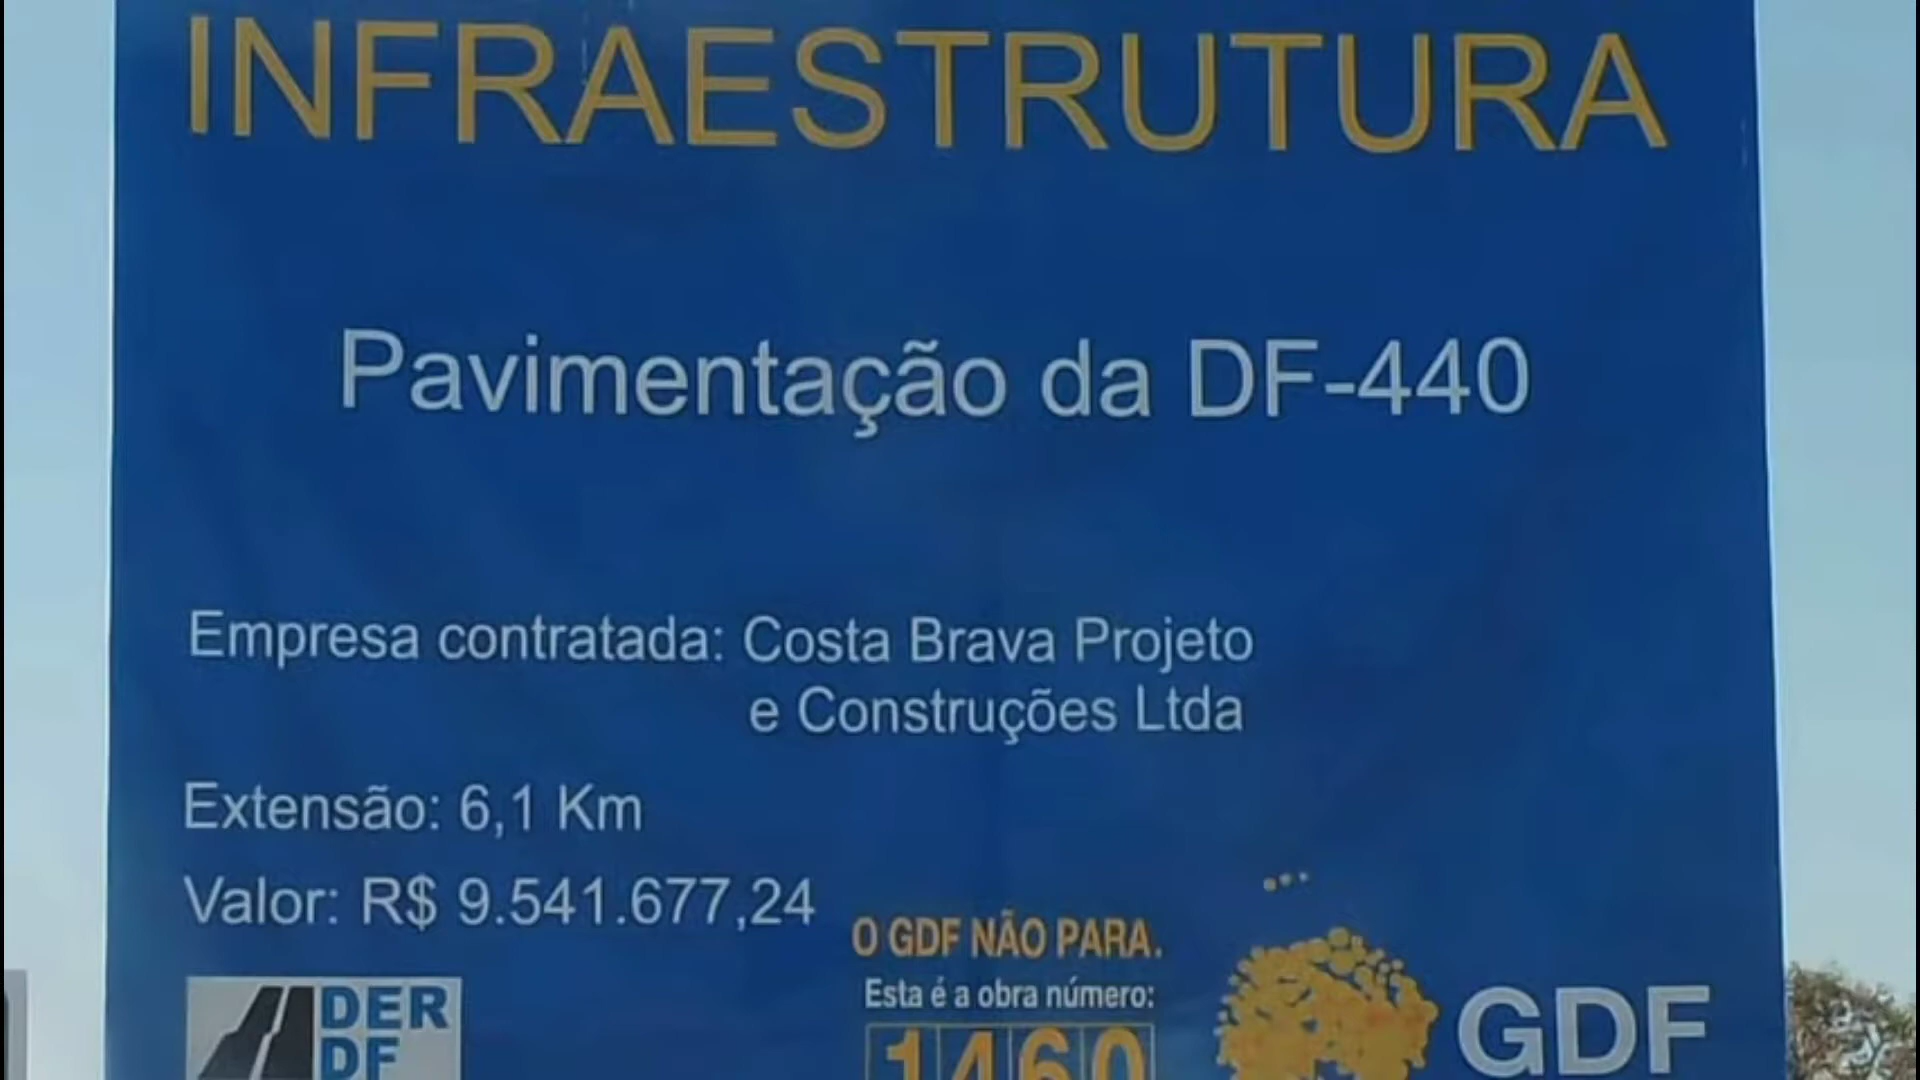 INFRAESTRUTURA
Pavimentação da DF-440
Empresa contratada: Costa Brava Projeto
e Construções Ltda
Extensão: 6,1 Km
Valor: R$ 9.541.677,24
O GDF NÃO PARA.
Esta é a obra número:
1460
DER
DF
GDF